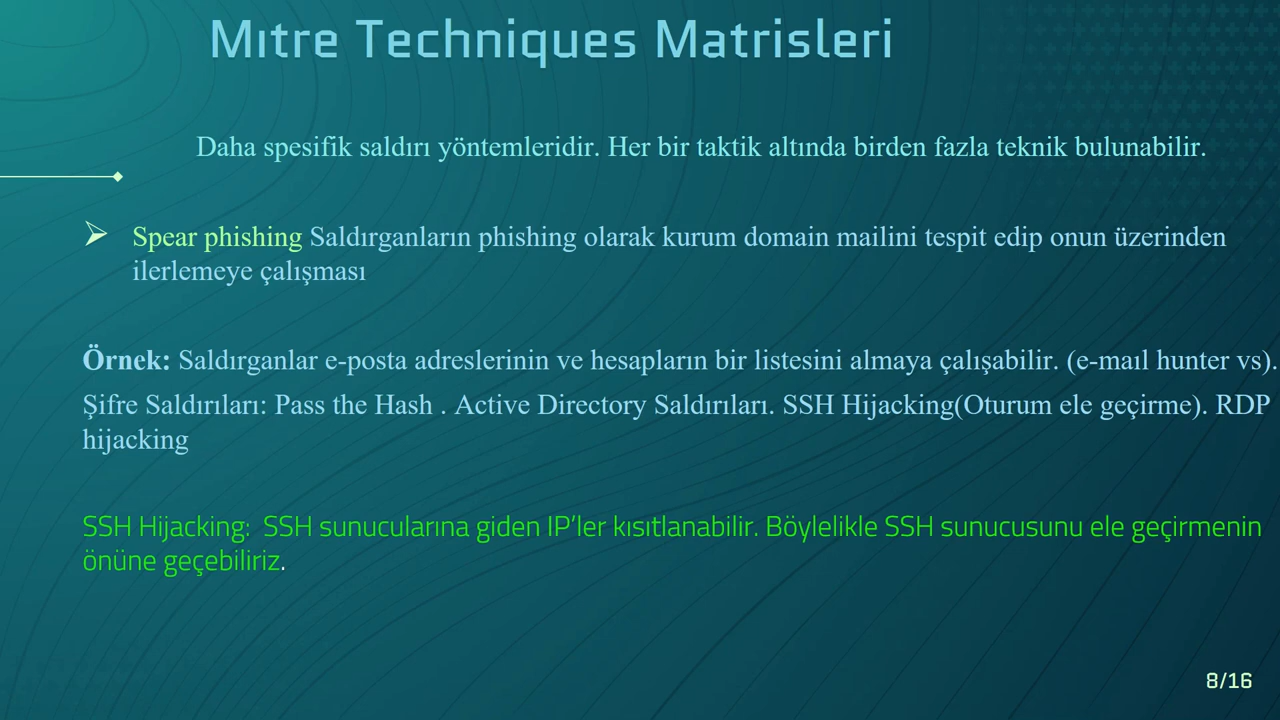 Mıtre Techniques Matrisleri
Daha spesifik saldırı yöntemleridir. Her bir taktik altında birden fazla teknik bulunabilir.
Spear phishing Saldırganların phishing olarak kurum domain mailini tespit edip onun üzerinden
ilerlemeye çalışması
Örnek: Saldırganlar e-posta adreslerinin ve hesapların bir listesini almaya çalışabilir. (e-maıl hunter vs).
Şifre Saldırıları: Pass the Hash . Active Directory Saldırıları. SSH Hijacking(Oturum ele geçirme). RDP
hijacking
SSH Hijacking:  SSH sunucularına giden IP’ler kısıtlanabilir. Böylelikle SSH sunucusunu ele geçirmenin
önüne geçebiliriz.
8/16